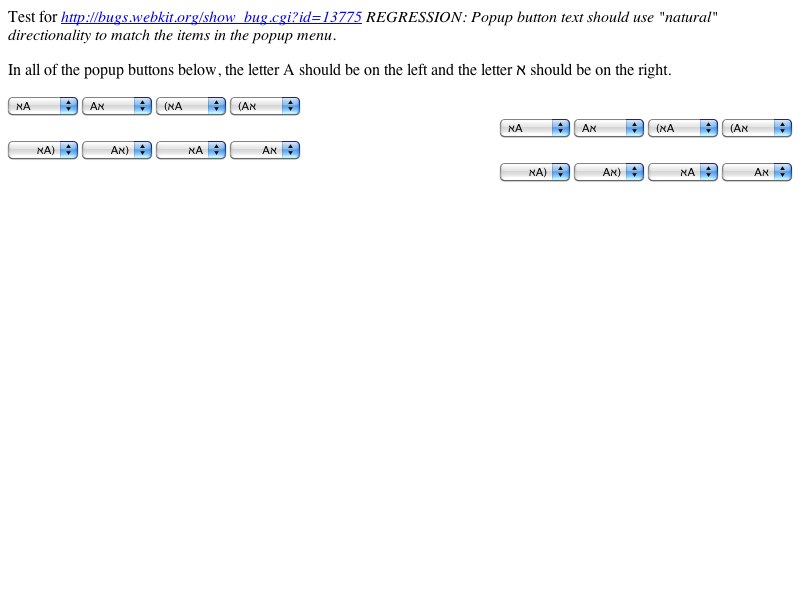 Test for http://bugs.webkit.org/show_bug.cgi?id=13775 REGRESSION: Popup button text should use "natural"
directionality to match the items in the popup menu.
In all of the popup buttons below, the letter A should be on the left and the letter א should be on the right.
אA Aא (אA (Aא
אA Aא (אA (Aא
אA) Aא) אA Aא
אA) Aא) אA Aא